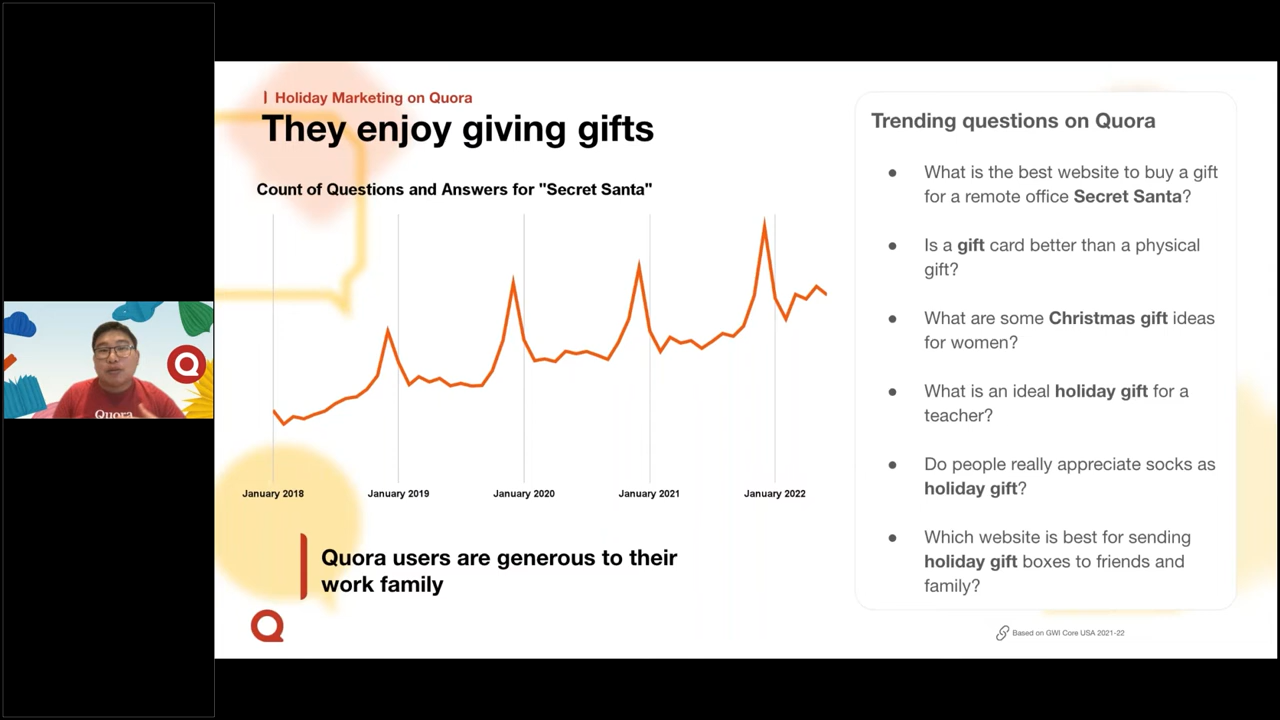 | Holiday Marketing on Quora
They enjoy giving gifts
Count of Questions and Answers for "Secret Santa"
January 2018
January 2019
January 2020
January 2021
January 2022
Quora users are generous to their
work family
Trending questions on Quora
● What is the best website to buy a gift
for a remote office Secret Santa?
● Is a gift card better than a physical
gift?
● What are some Christmas gift ideas
for women?
● What is an ideal holiday gift for a
teacher?
● Do people really appreciate socks as
holiday gift?
● Which website is best for sending
holiday gift boxes to friends and
family?
Based on GWI Core USA 2021-22
Q
Quora
Q